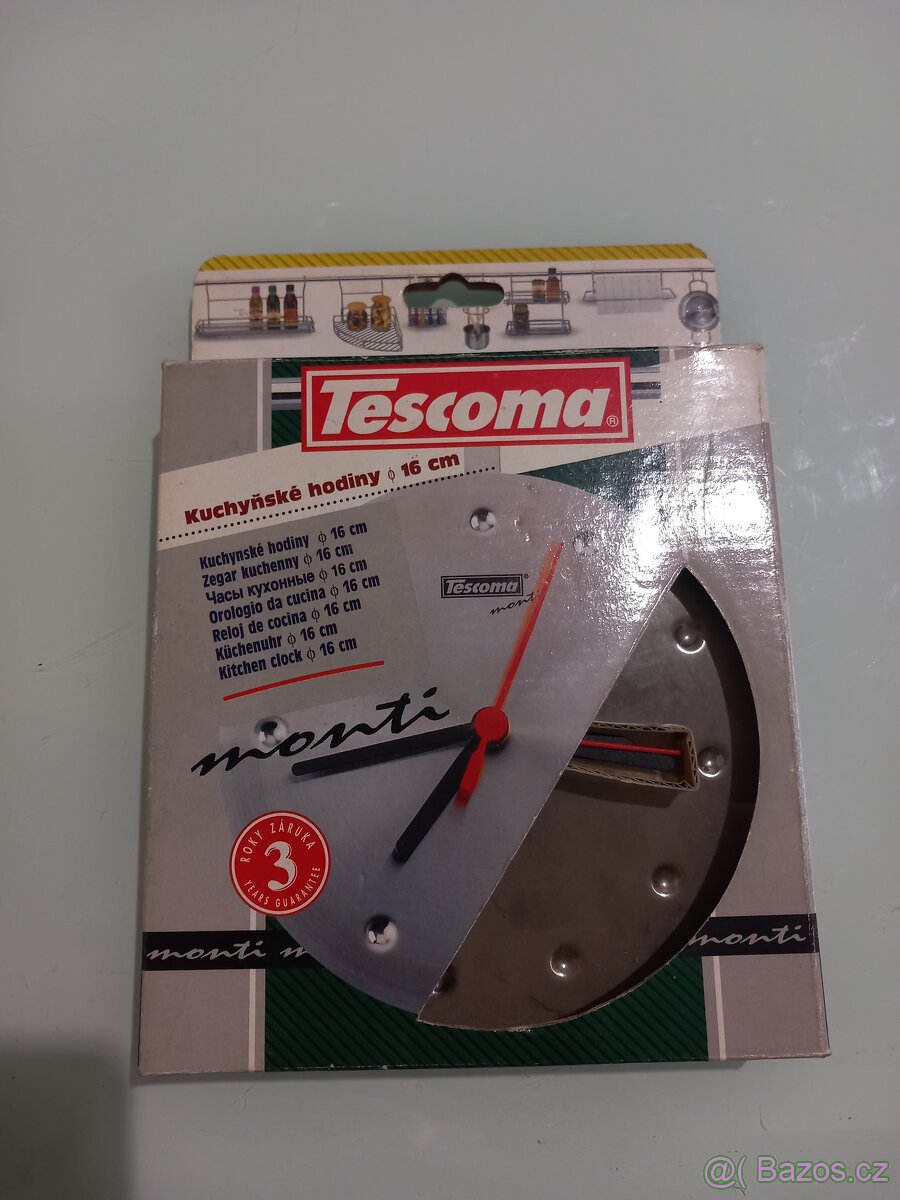 Tescoma®
Kuchyňské hodiny ϕ 16 cm
Kuchynské hodiny ϕ 16 cm
Zegar kuchenny ϕ 16 cm
Часы кухонные ϕ 16 cm
Orologio da cucina ϕ 16 cm
Reloj de cocina ϕ 16 cm
Küchenuhr ϕ 16 cm
Kitchen clock ϕ 16 cm
Tescoma®
monti
monti
ROKY ZÁRUKA
3
YEARS GUARANTEE
monti m
monti
@( Bazos.cz